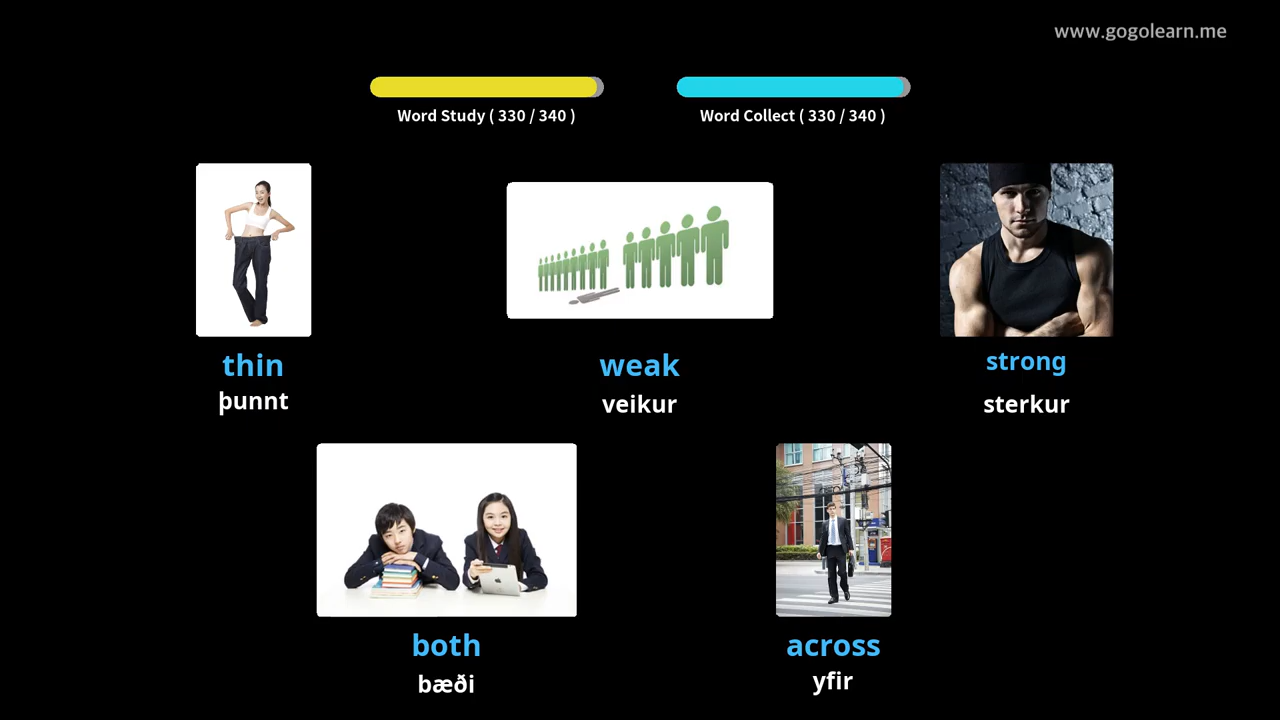 www.gogolearn.me
Word Study ( 330 / 340 )
Word Collect ( 330 / 340 )
thin
þunnt
weak
veikur
strong
sterkur
both
bæði
across
yfir